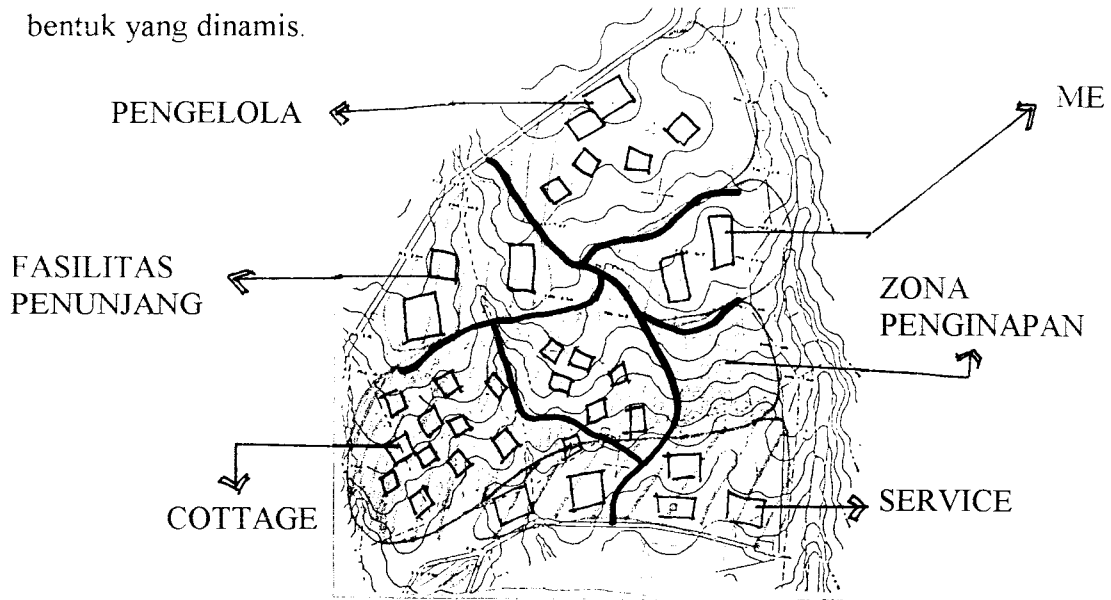 bentuk yang dinamis.
PENGELOLA
ME
FASILITAS
PENUNJANG
ZONA
PENGINAPAN
COTTAGE
SERVICE